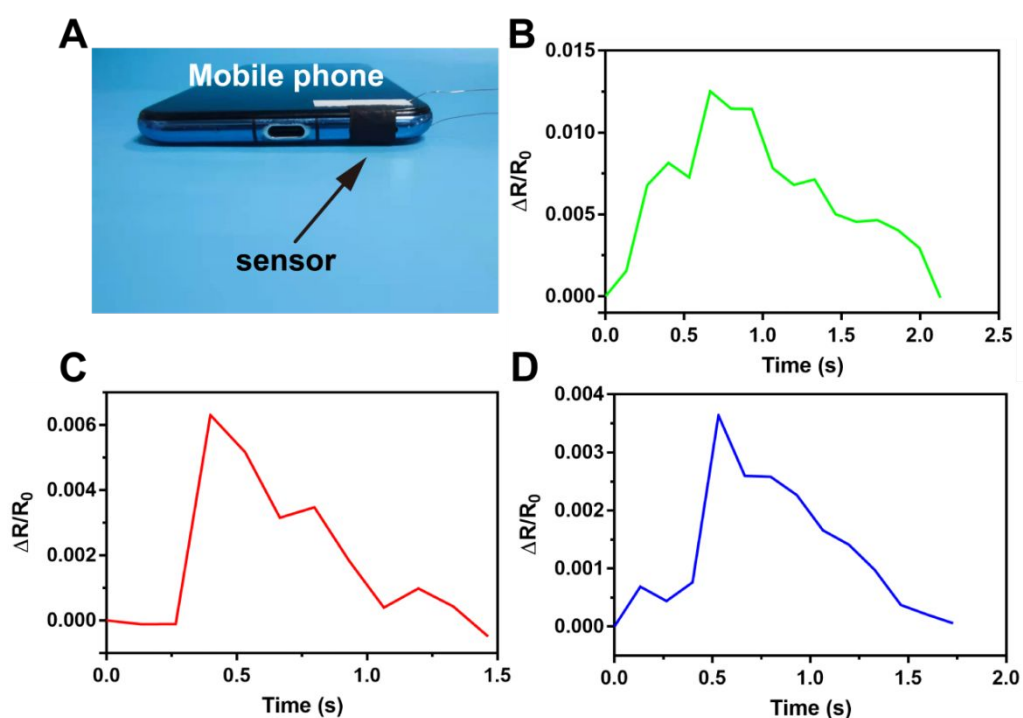 A
Mobile phone
sensor
B
0.015
0.010
0.005
0.000
ΔR/R₀
0.0 0.5 1.0 1.5 2.0 2.5
Time (s)
C
0.006
0.004
0.002
0.000
ΔR/R₀
0.0 0.5 1.0 1.5
Time (s)
D
0.004
0.003
0.002
0.001
0.000
ΔR/R₀
0.0 0.5 1.0 1.5 2.0
Time (s)